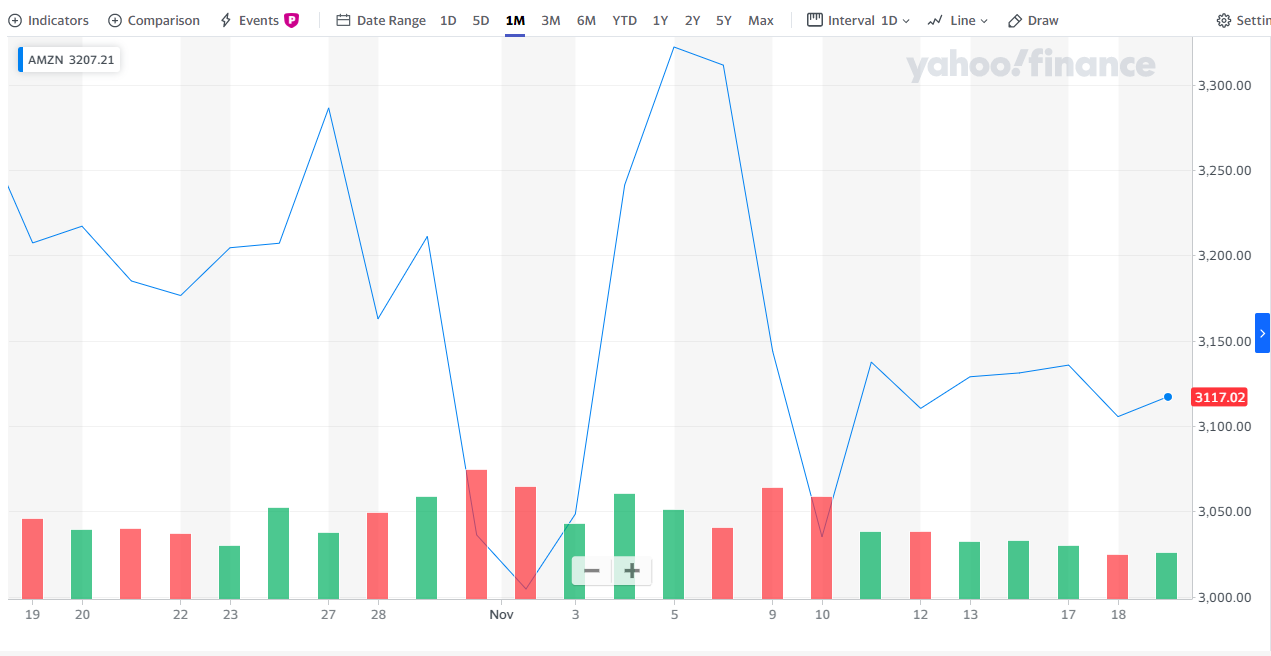 Indicators Comparison Events P Date Range 1D 5D 1M 3M 6M YTD 1Y 2Y 5Y Max Interval 1D Line Draw Settin
AMZN 3207.21
yahoo!finance
3,300.00
3,250.00
3,200.00
3,150.00
3117.02
3,100.00
3,050.00
3,000.00
19 20 22 23 27 28 Nov 3 5 9 10 12 13 17 18